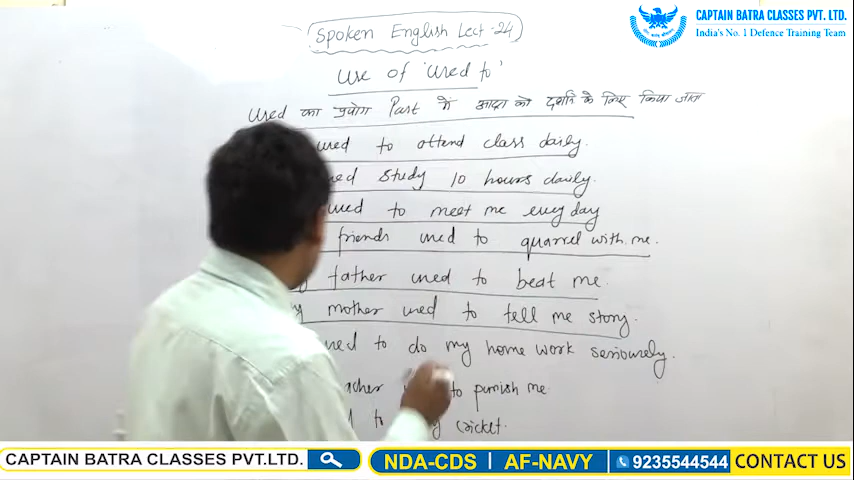 CAPTAIN BATRA CLASSES PVT. LTD.
India's No. 1 Defence Training Team
Spoken English Lect-24
Use of 'used to'
used का प्रयोग Past में आदत को दर्शाने के लिए किया जाता
used to attend class daily.
used study 10 hours daily.
used to meet me every day
friends used to quarrel with me.
father used to beat me.
mother used to tell me story.
used to do my home work seriously.
to punish me
to cricket.
CAPTAIN BATRA CLASSES PVT.LTD.
NDA-CDS | AF-NAVY
9235544544
CONTACT US